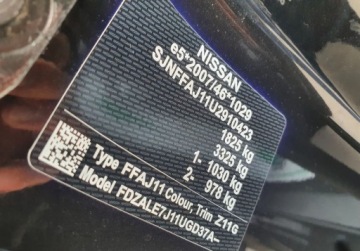 NISSAN
e5*2007/46*1029
SJNFFAJ11U2910423
1825 kg
3325 kg
1- 1030 kg
2- 978 kg
Type FFAJ11 Colour, Trim Z11G
Model FDZALE7J11UGD37A-